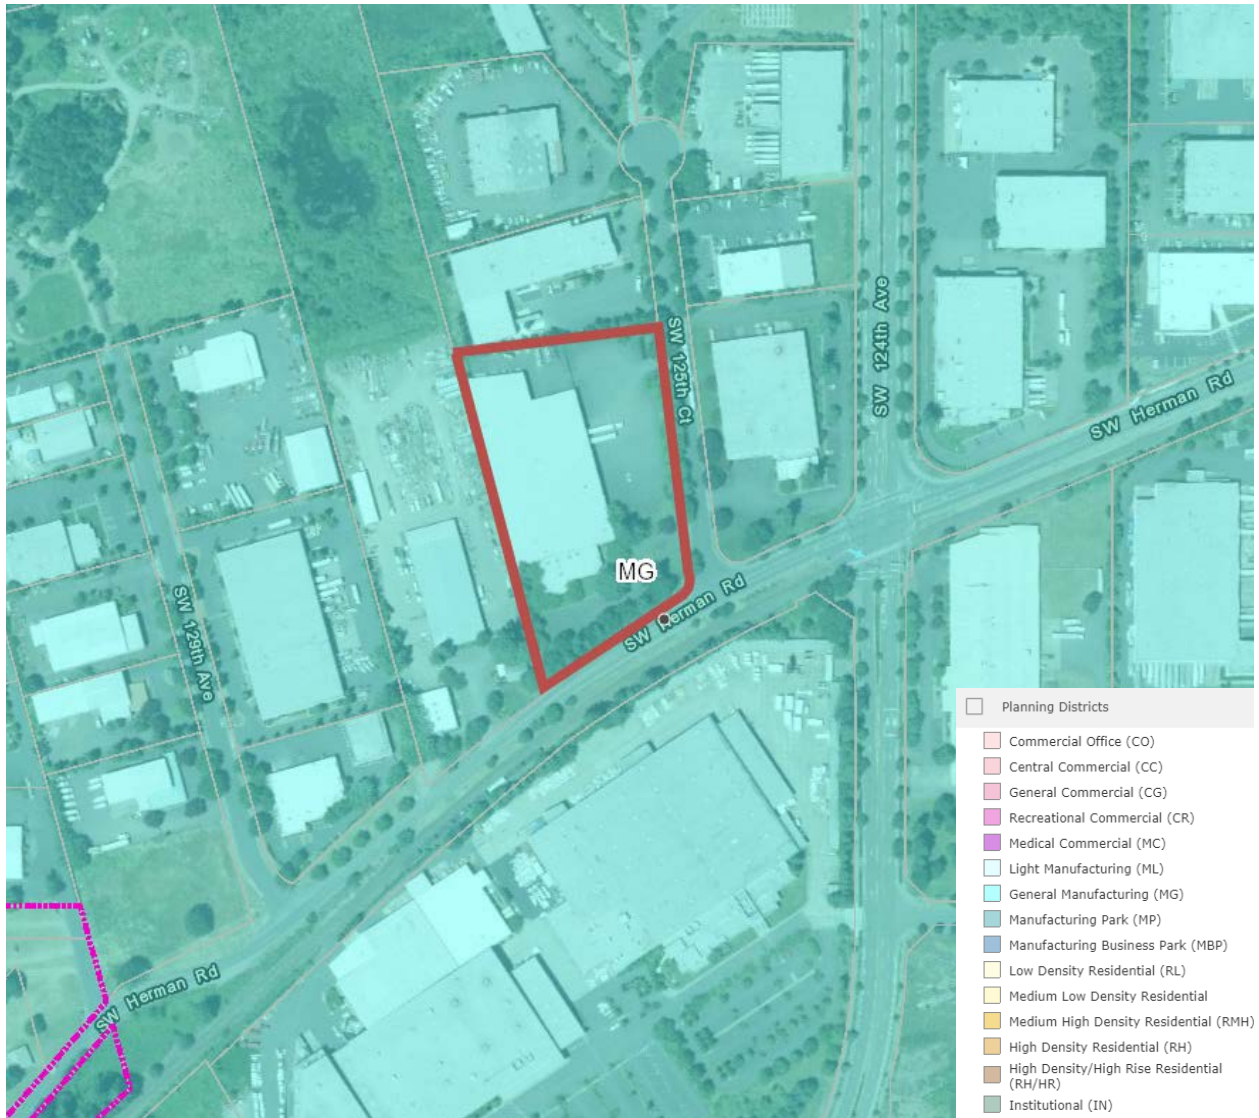 SW 125th Ct
SW 124th Ave
SW Herman Rd
MG
SW Herman Rd
SW 129th Ave
SW Herman Rd
Planning Districts
Commercial Office (CO)
Central Commercial (CC)
General Commercial (CG)
Recreational Commercial (CR)
Medical Commercial (MC)
Light Manufacturing (ML)
General Manufacturing (MG)
Manufacturing Park (MP)
Manufacturing Business Park (MBP)
Low Density Residential (RL)
Medium Low Density Residential
Medium High Density Residential (RMH)
High Density Residential (RH)
High Density/High Rise Residential
(RH/HR)
Institutional (IN)